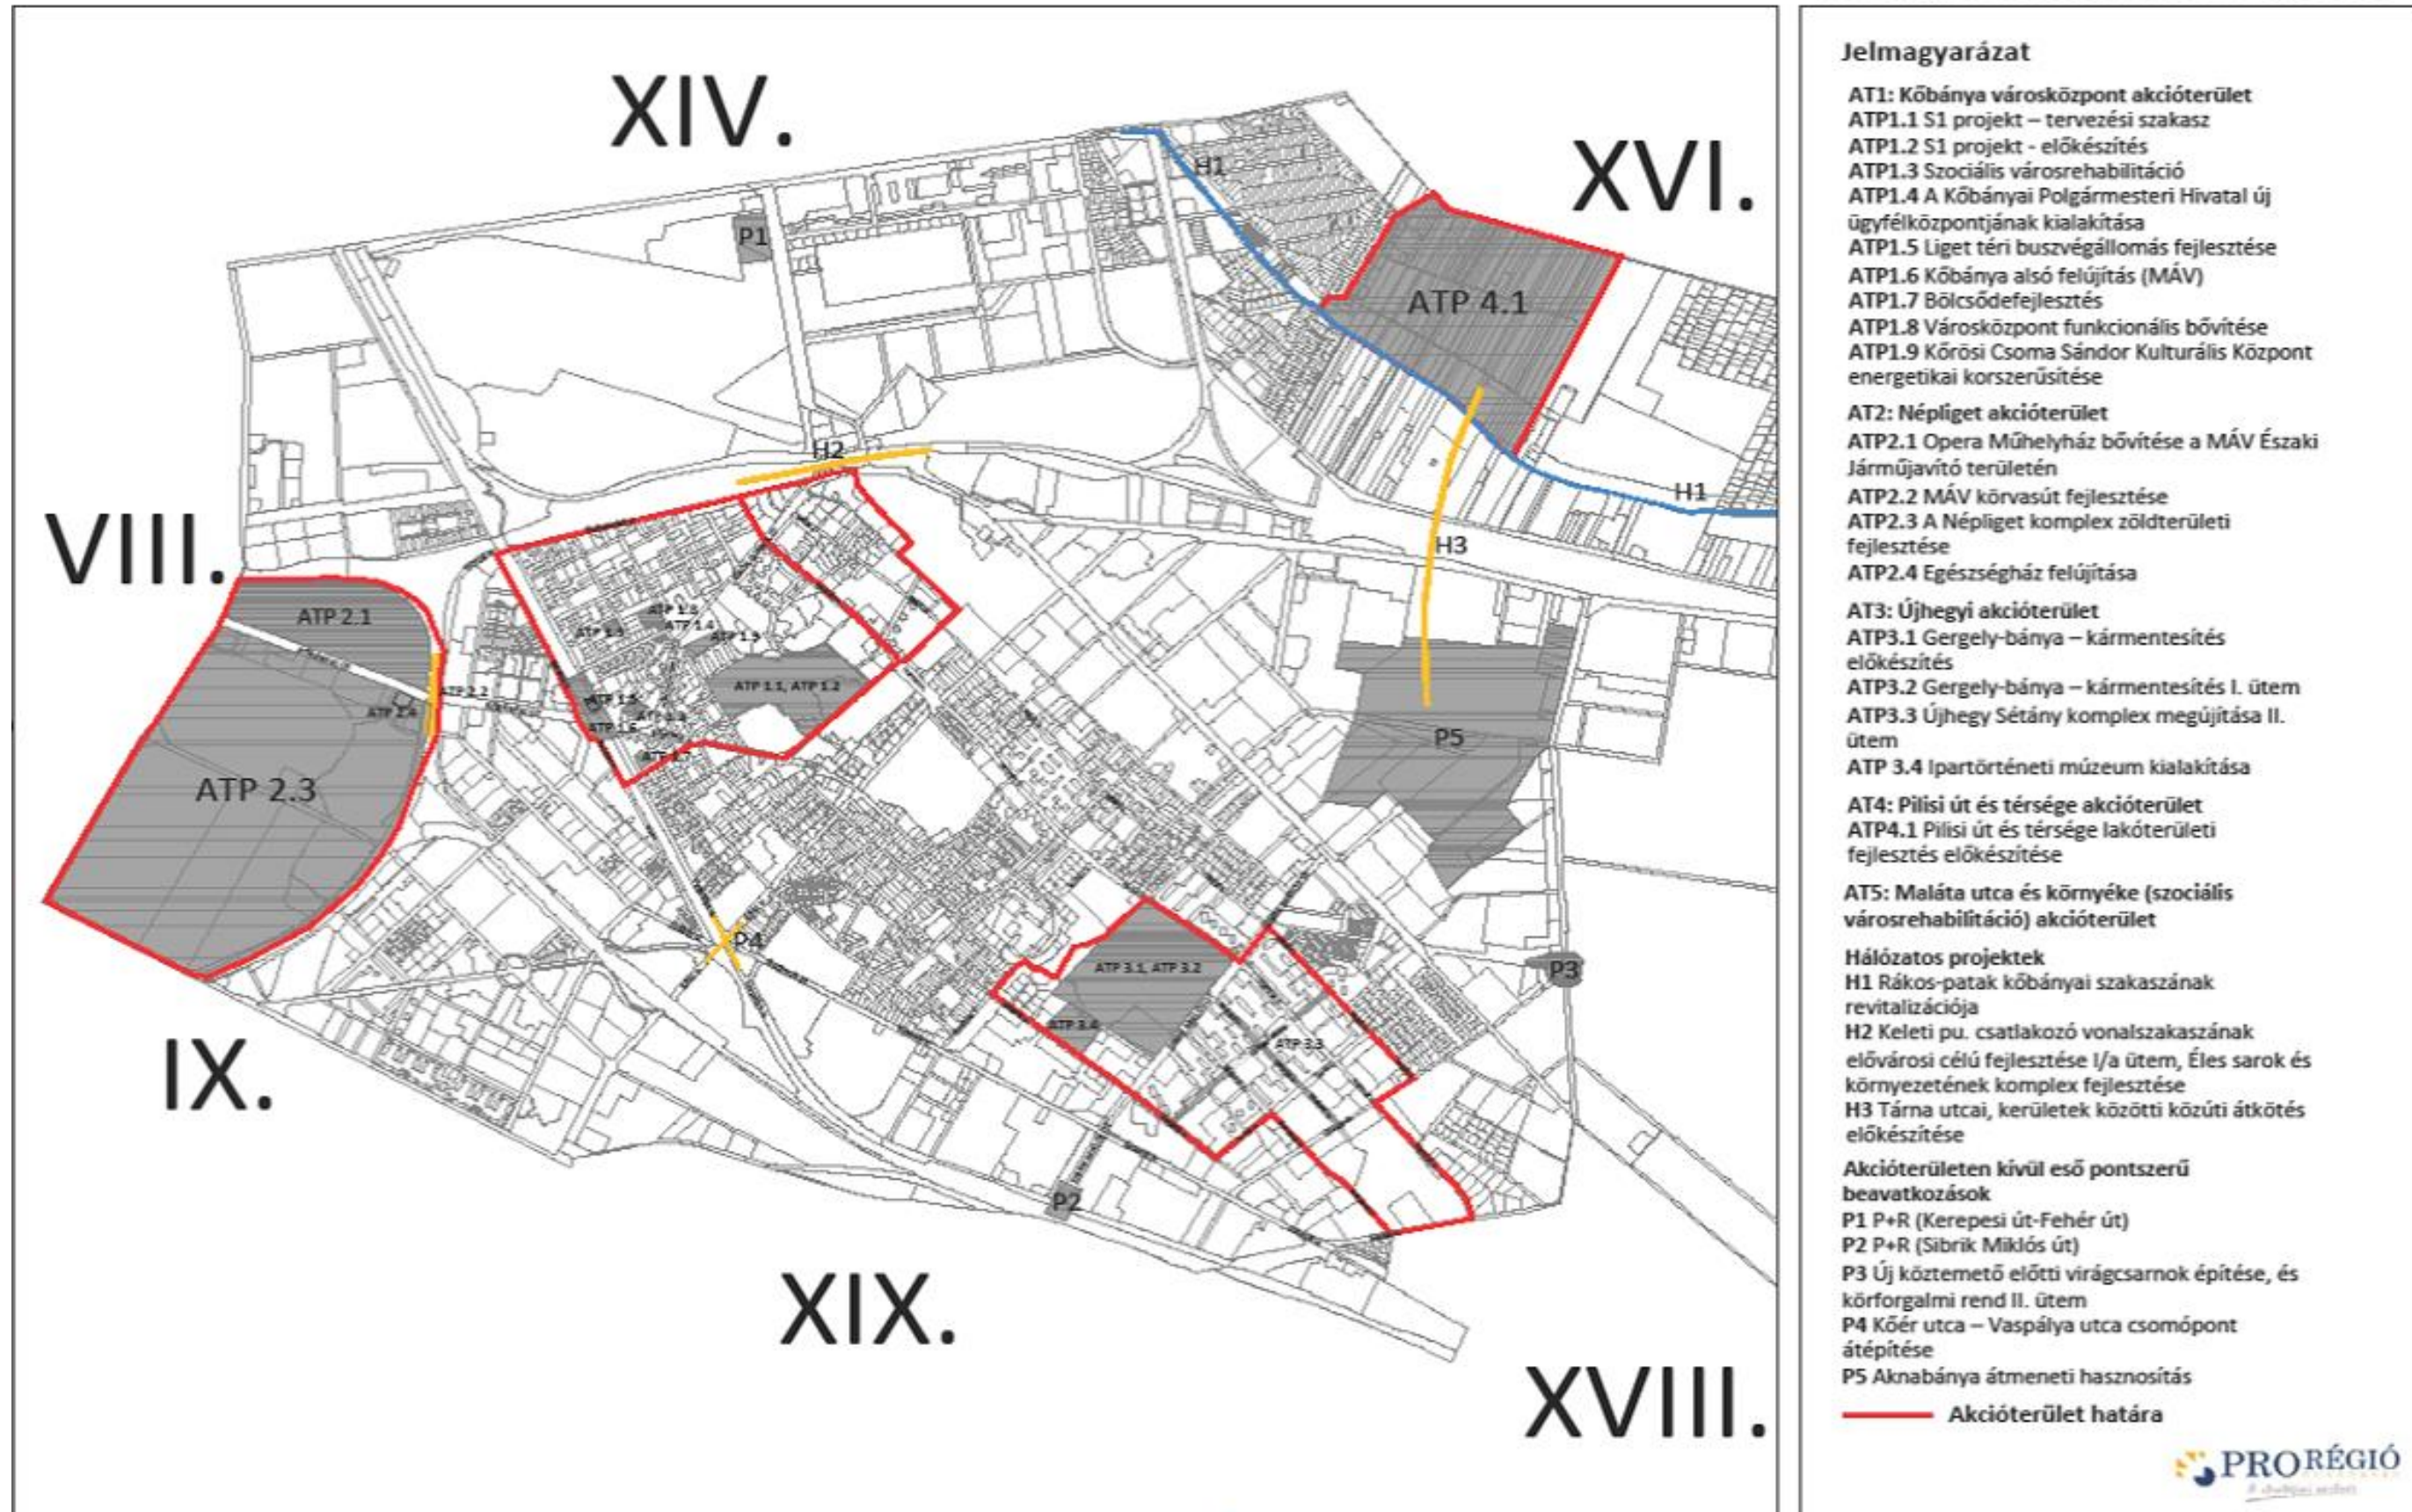 XIV.
XVI.
VIII.
IX.
XIX.
XVIII.
H1
P1
ATP 4.1
H2
H1
H3
ATP 2.1
ATP 2.2
ATP 2.4
ATP 2.3
ATP 1.4
ATP 1.1, ATP 1.2
ATP 1.6
ATP 1.7
P5
P4
P3
ATP 3.1, ATP 3.2
ATP 3.4
ATP 3.3
P2
Jelmagyarázat
AT1: Kőbánya városközpont akcióterület
ATP1.1 S1 projekt – tervezési szakasz
ATP1.2 S1 projekt - előkészítés
ATP1.3 Szociális városrehabilitáció
ATP1.4 A Kőbányai Polgármesteri Hivatal új
ügyfélközpontjának kialakítása
ATP1.5 Liget téri buszvégállomás fejlesztése
ATP1.6 Kőbánya alsó felújítás (MÁV)
ATP1.7 Bölcsődefejlesztés
ATP1.8 Városközpont funkcionális bővítése
ATP1.9 Kőrösi Csoma Sándor Kulturális Központ
energetikai korszerűsítése
AT2: Népliget akcióterület
ATP2.1 Opera Műhelyház bővítése a MÁV Északi
Járműjavító területén
ATP2.2 MÁV körvasút fejlesztése
ATP2.3 A Népliget komplex zöldterületi
fejlesztése
ATP2.4 Egészségház felújítása
AT3: Újhegyi akcióterület
ATP3.1 Gergely-bánya – kármentesítés
előkészítés
ATP3.2 Gergely-bánya – kármentesítés I. ütem
ATP3.3 Újhegy Sétány komplex megújítása II.
ütem
ATP 3.4 Ipartörténeti múzeum kialakítása
AT4: Pilisi út és térsége akcióterület
ATP4.1 Pilisi út és térsége lakóterületi
fejlesztés előkészítése
AT5: Maláta utca és környéke (szociális
városrehabilitáció) akcióterület
Hálózatos projektek
H1 Rákos-patak kőbányai szakaszának
revitalizációja
H2 Keleti pu. csatlakozó vonalszakaszának
elővárosi célú fejlesztése I/a ütem, Éles sarok és
környezetének komplex fejlesztése
H3 Tárna utcai, kerületek közötti közúti átkötés
előkészítése
Akcióterületen kívül eső pontszerű
beavatkozások
P1 P+R (Kerepesi út-Fehér út)
P2 P+R (Sibrik Miklós út)
P3 Új köztemető előtti virágcsarnok építése, és
körforgalmi rend II. ütem
P4 Kőér utca – Vaspálya utca csomópont
átépítése
P5 Aknabánya átmeneti hasznosítás
Akcióterület határa
PRORÉGIÓ